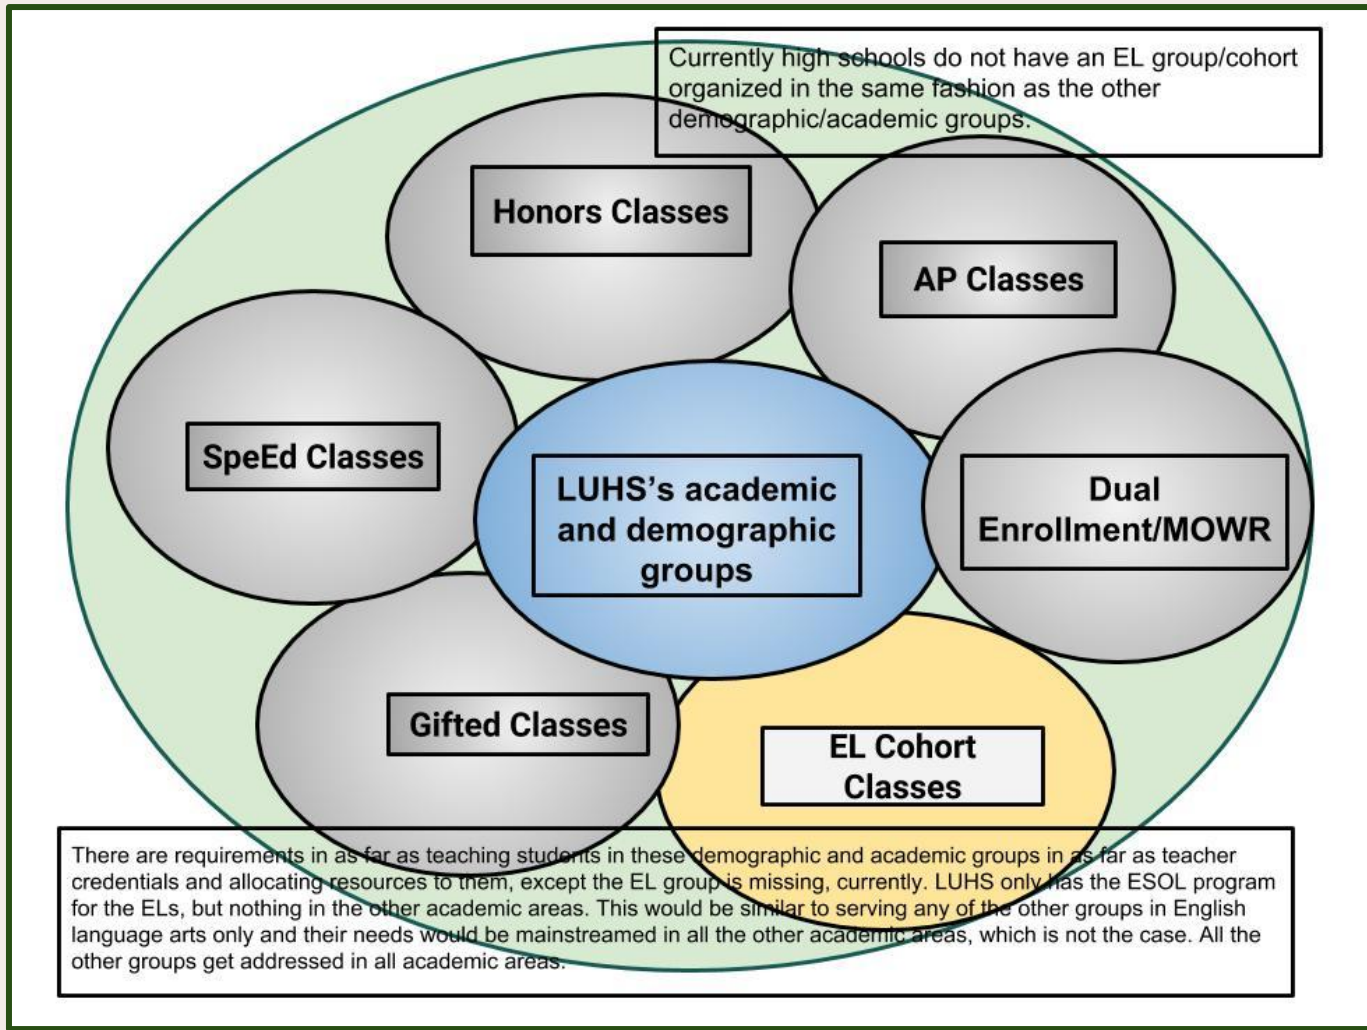 Currently high schools do not have an EL group/cohort
organized in the same fashion as the other
demographic/academic groups.
Honors Classes
AP Classes
SpeEd Classes
LUHS's academic
and demographic
groups
Dual
Enrollment/MOWR
Gifted Classes
EL Cohort
Classes
There are requirements in as far as teaching students in these demographic and academic groups in as far as teacher
credentials and allocating resources to them, except the EL group is missing, currently. LUHS only has the ESOL program
for the ELs, but nothing in the other academic areas. This would be similar to serving any of the other groups in English
language arts only and their needs would be mainstreamed in all the other academic areas, which is not the case. All the
other groups get addressed in all academic areas.